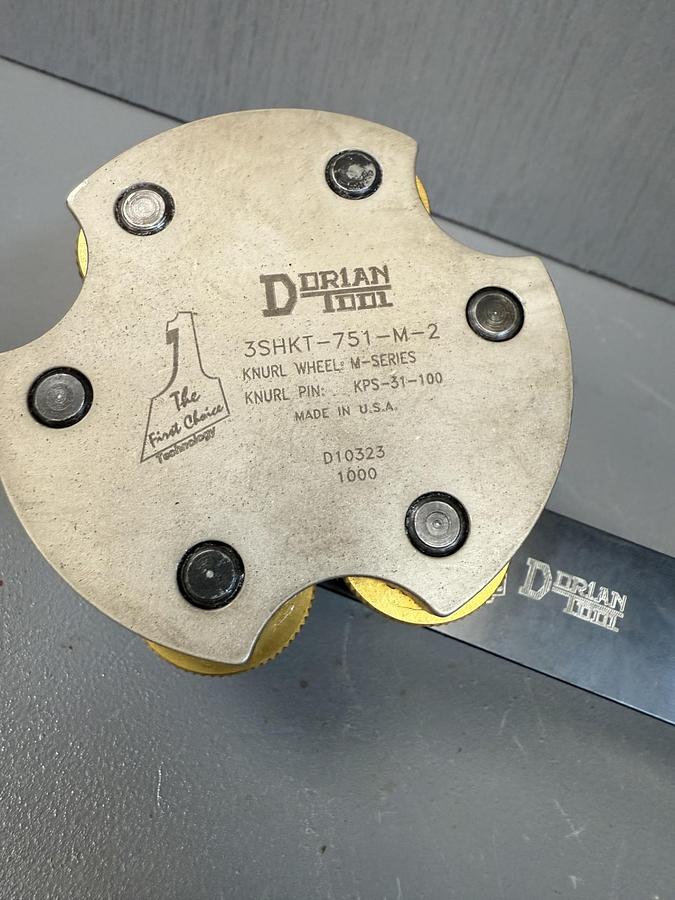 DORIAN
TOOL
3SHKT-751-M-2
KNURL WHEEL: M-SERIES
KNURL PIN: KPS-31-100
MADE IN U.S.A.
1
The
First Choice
Technology
D10323
1000
DORIAN
TOOL